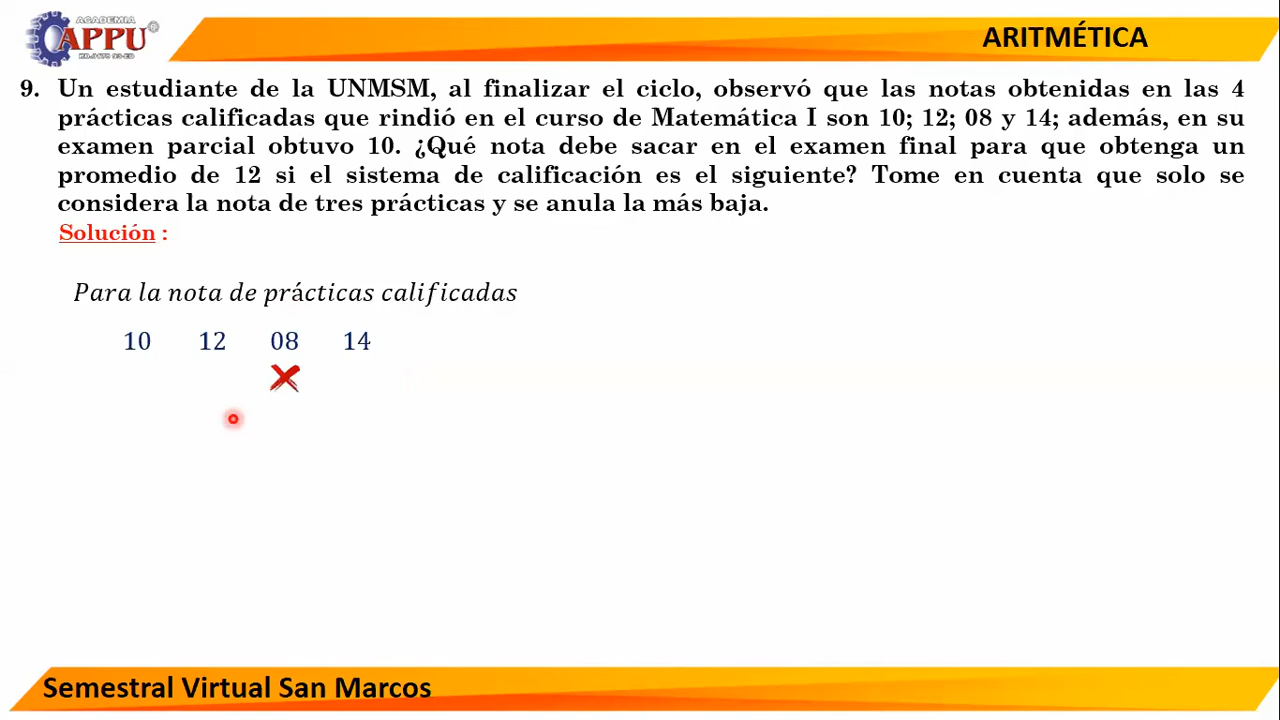 ACADEMIA
APPU
ARITMÉTICA
9. Un estudiante de la UNMSM, al finalizar el ciclo, observó que las notas obtenidas en las 4
prácticas calificadas que rindió en el curso de Matemática I son 10; 12; 08 y 14; además, en su
examen parcial obtuvo 10. ¿Qué nota debe sacar en el examen final para que obtenga un
promedio de 12 si el sistema de calificación es el siguiente? Tome en cuenta que solo se
considera la nota de tres prácticas y se anula la más baja.
Solución :
Para la nota de prácticas calificadas
10 12 08 14
Semestral Virtual San Marcos